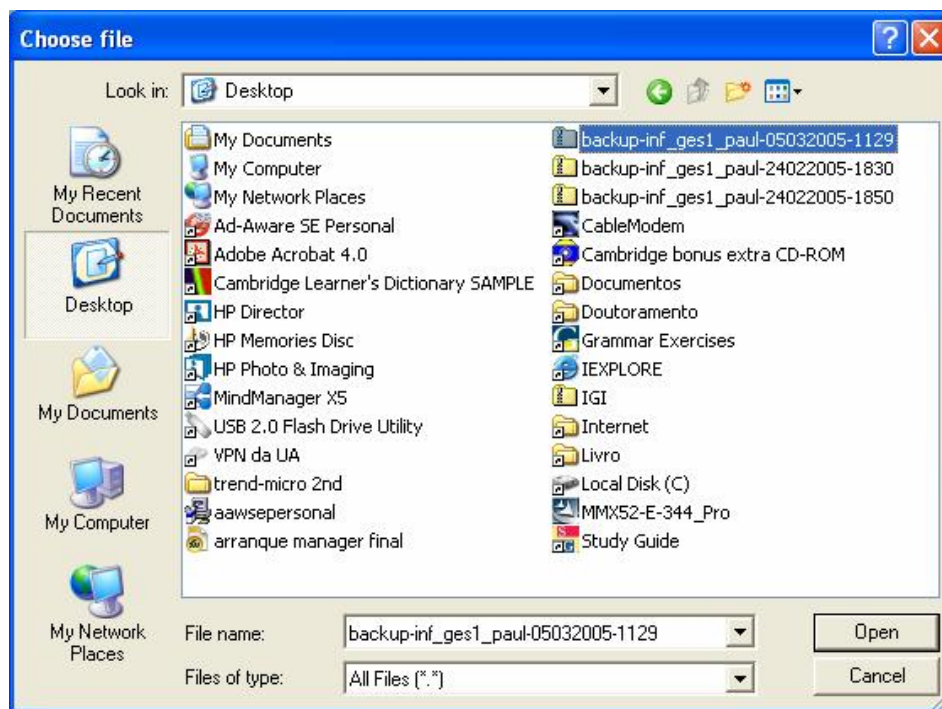 Choose file
Look in:
Desktop
My Recent
Documents
Desktop
My Documents
My Computer
My Network
Places
My Documents
My Computer
My Network Places
Ad-Aware SE Personal
Adobe Acrobat 4.0
Cambridge Learner's Dictionary SAMPLE
HP Director
HP Memories Disc
HP Photo & Imaging
MindManager X5
USB 2.0 Flash Drive Utility
VPN da UA
trend-micro 2nd
aawsepersonal
arranque manager final
backup-inf_ges1_paul-05032005-1129
backup-inf_ges1_paul-24022005-1830
backup-inf_ges1_paul-24022005-1850
CableModem
Cambridge bonus extra CD-ROM
Documentos
Doutoramento
Grammar Exercises
IEXPLORE
IGI
Internet
Livro
Local Disk (C)
MMX52-E-344_Pro
Study Guide
File name:
backup-inf_ges1_paul-05032005-1129
Open
Files of type:
All Files (*.*)
Cancel